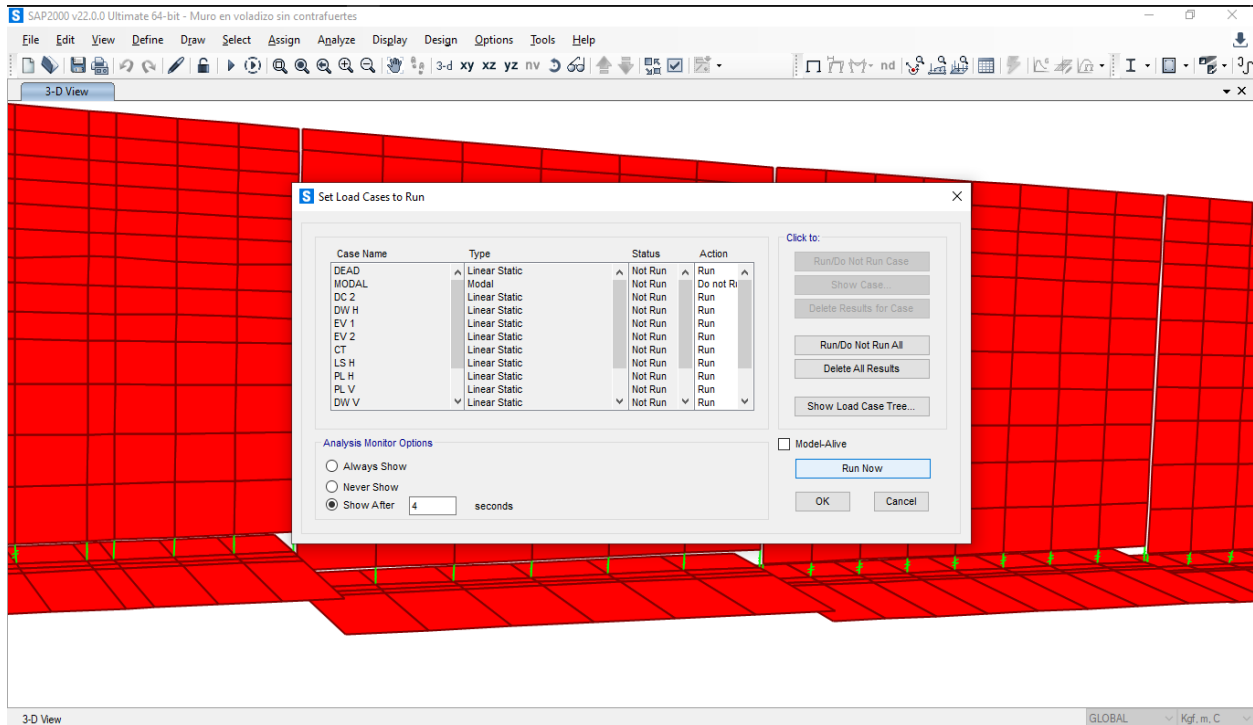 SAP2000 v22.0.0 Ultimate 64-bit - Muro en voladizo sin contrafuertes
File Edit View Define Draw Select Assign Analyze Display Design Options Tools Help
3-d xy xz yz nv nd
3-D View
Set Load Cases to Run
Click to:
Case Name Type Status Action
DEAD Linear Static Not Run Run
MODAL Modal Not Run Do not Ru
DC 2 Linear Static Not Run Run
DW H Linear Static Not Run Run
EV 1 Linear Static Not Run Run
EV 2 Linear Static Not Run Run
CT Linear Static Not Run Run
LS H Linear Static Not Run Run
PL H Linear Static Not Run Run
PL V Linear Static Not Run Run
DW V Linear Static Not Run Run
Run/Do Not Run Case
Show Case...
Delete Results for Case
Run/Do Not Run All
Delete All Results
Show Load Case Tree...
Analysis Monitor Options
Always Show
Never Show
Show After 4 seconds
Model-Alive
Run Now
OK Cancel
3-D View GLOBAL Kgf, m, C